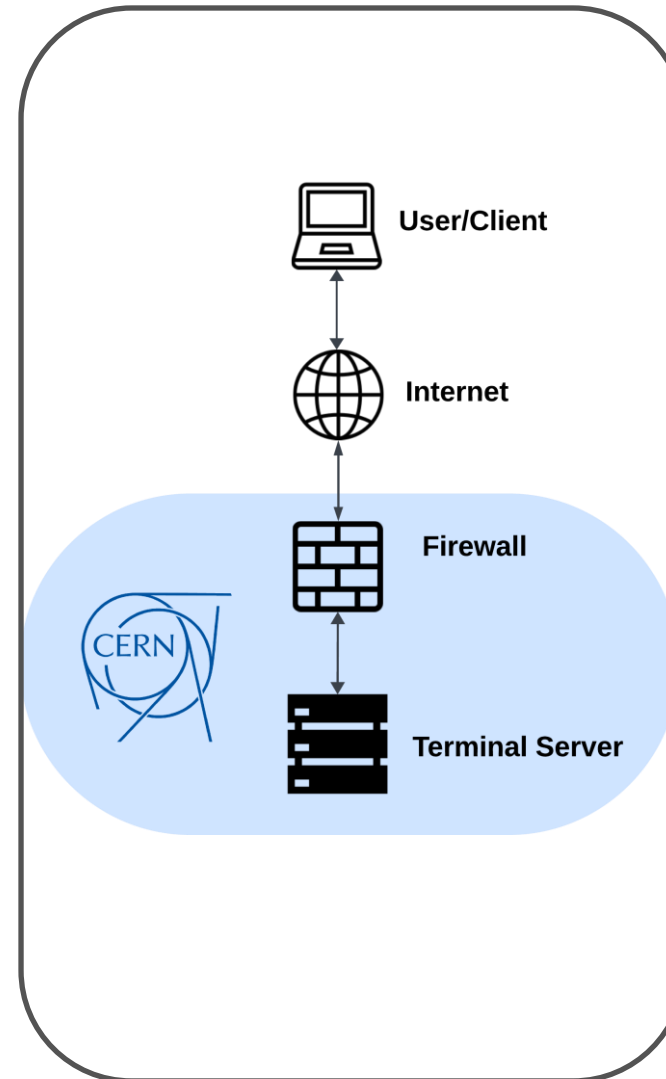 User/Client
Internet
Firewall
CERN
Terminal Server